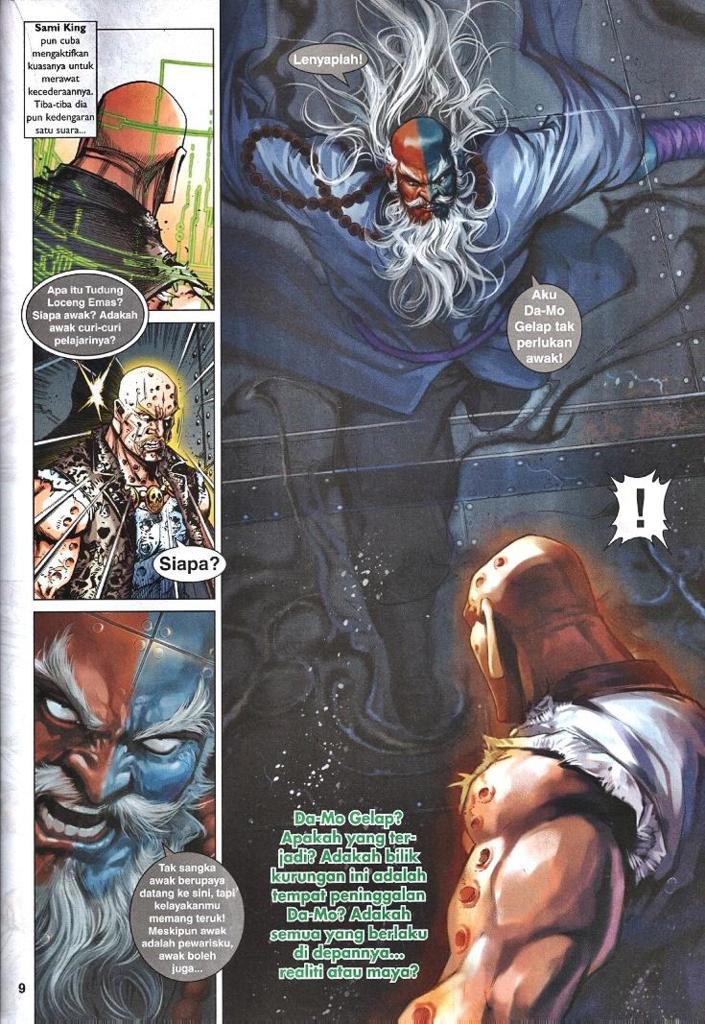 Sami King
pun cuba
mengaktifkan
kuasanya untuk
merawat
kecederaannya.
Tiba-tiba dia
pun kedengaran
satu suara...
Apa itu Tudung
Loceng Emas?
Siapa awak? Adakah
awak curi-curi
pelajarinya?
Siapa?
Tak sangka
awak berupaya
datang ke sini, tapi
kelayakanmu
memang teruk!
Meskipun awak
adalah pewarisku,
awak boleh
juga...
Lenyaplah!
Aku
Da-Mo
Gelap tak
perlukan
awak!
!
Da-Mo Gelap?
Apakah yang ter-
jadi? Adakah bilik
kurungan ini adalah
tempat peninggalan
Da-Mo? Adakah
semua yang berlaku
di depannya...
realiti atau maya?
9